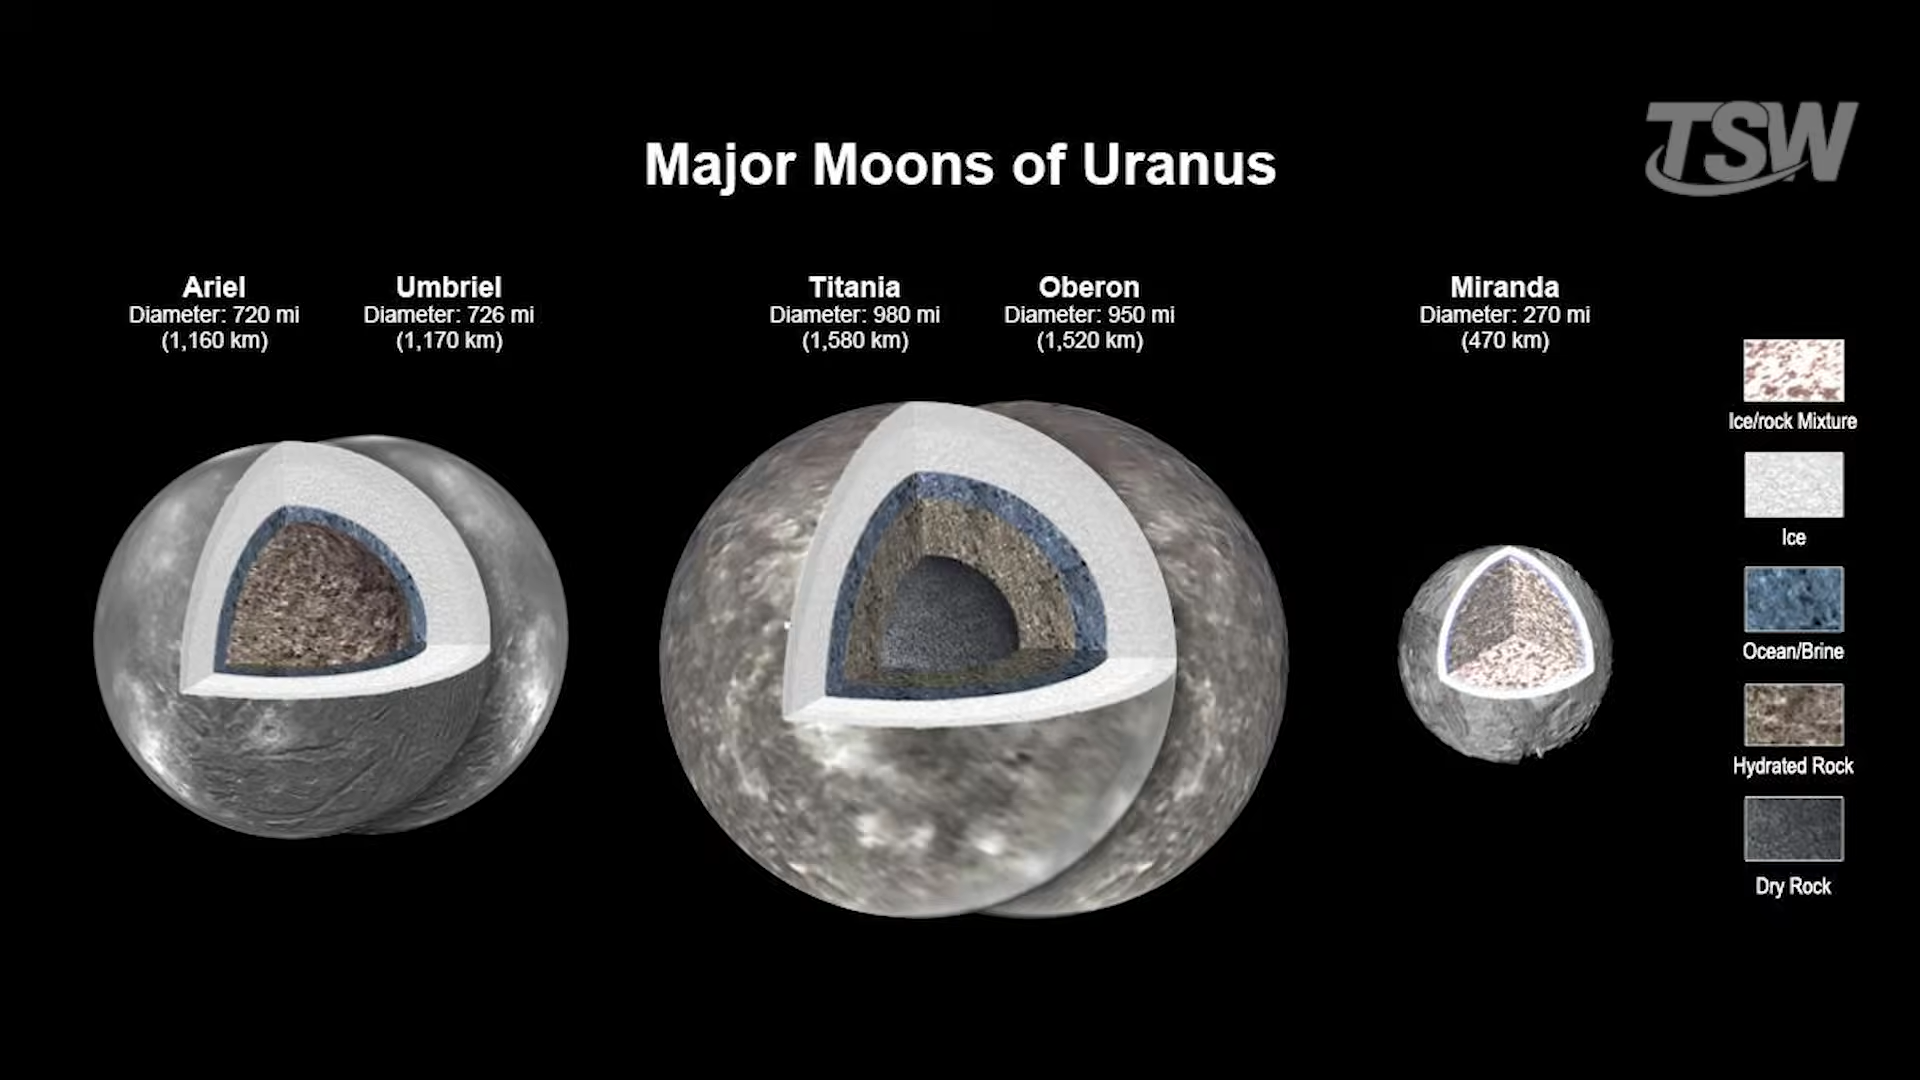 TSW
Major Moons of Uranus
Ariel
Diameter: 720 mi
(1,160 km)
Umbriel
Diameter: 726 mi
(1,170 km)
Titania
Diameter: 980 mi
(1,580 km)
Oberon
Diameter: 950 mi
(1,520 km)
Miranda
Diameter: 270 mi
(470 km)
Ice/rock Mixture
Ice
Ocean/Brine
Hydrated Rock
Dry Rock